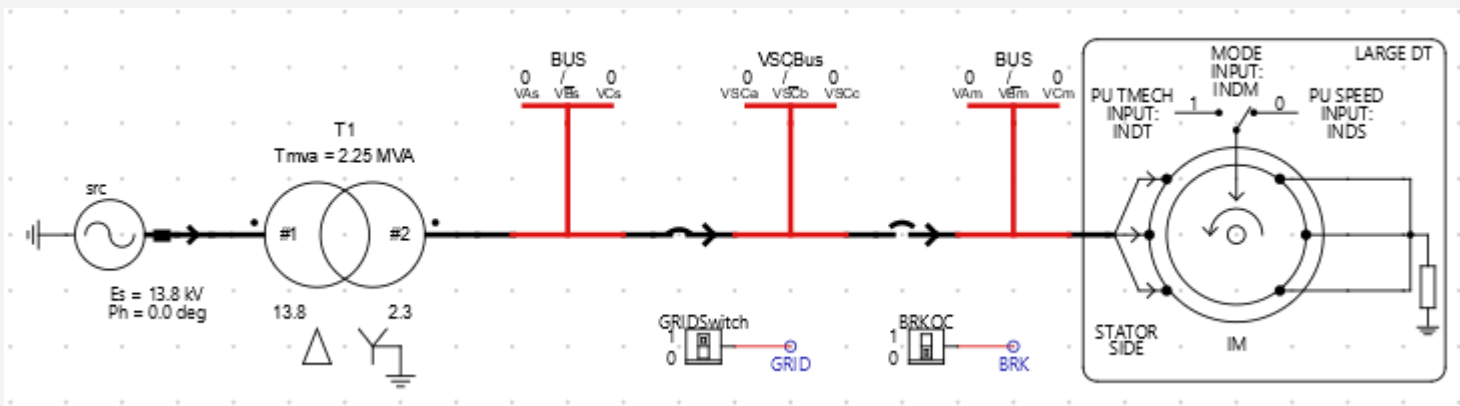 BUS
0 / 0
VAs VBs VCs
VSCBus
0 / 0
VSCa VSCb VSCc
BUS
0 / 0
VAm VBm VCm
MODE
INPUT:
INDM
LARGE DT
PU TMECH
INPUT:
INDT
1
0
PU SPEED
INPUT:
INDS
T1
Tmva = 2.25 MVA
src
#1
#2
Es = 13.8 kV
Ph = 0.0 deg
13.8
2.3
GRIDSwitch
1
0
GRID
BRKOC
1
0
BRK
STATOR
SIDE
IM